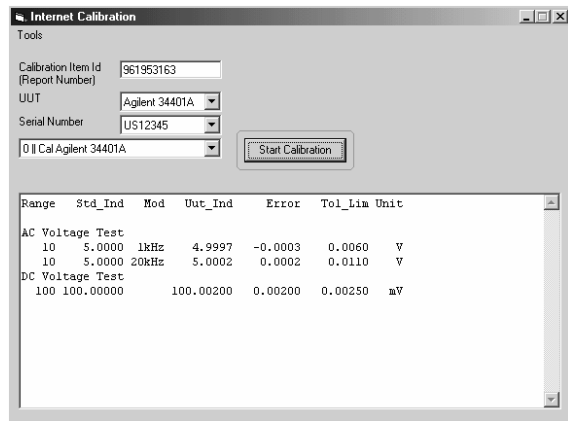 Internet Calibration
Tools
Calibration Item Id 961953163
(Report Number)
UUT Agilent 34401A
Serial Number US12345
0 || Cal Agilent 34401A Start Calibration
Range Std_Ind Mod Uut_Ind Error Tol_Lim Unit
AC Voltage Test
10 5.0000 1kHz 4.9997 -0.0003 0.0060 V
10 5.0000 20kHz 5.0002 0.0002 0.0110 V
DC Voltage Test
100 100.00000 100.00200 0.00200 0.00250 mV